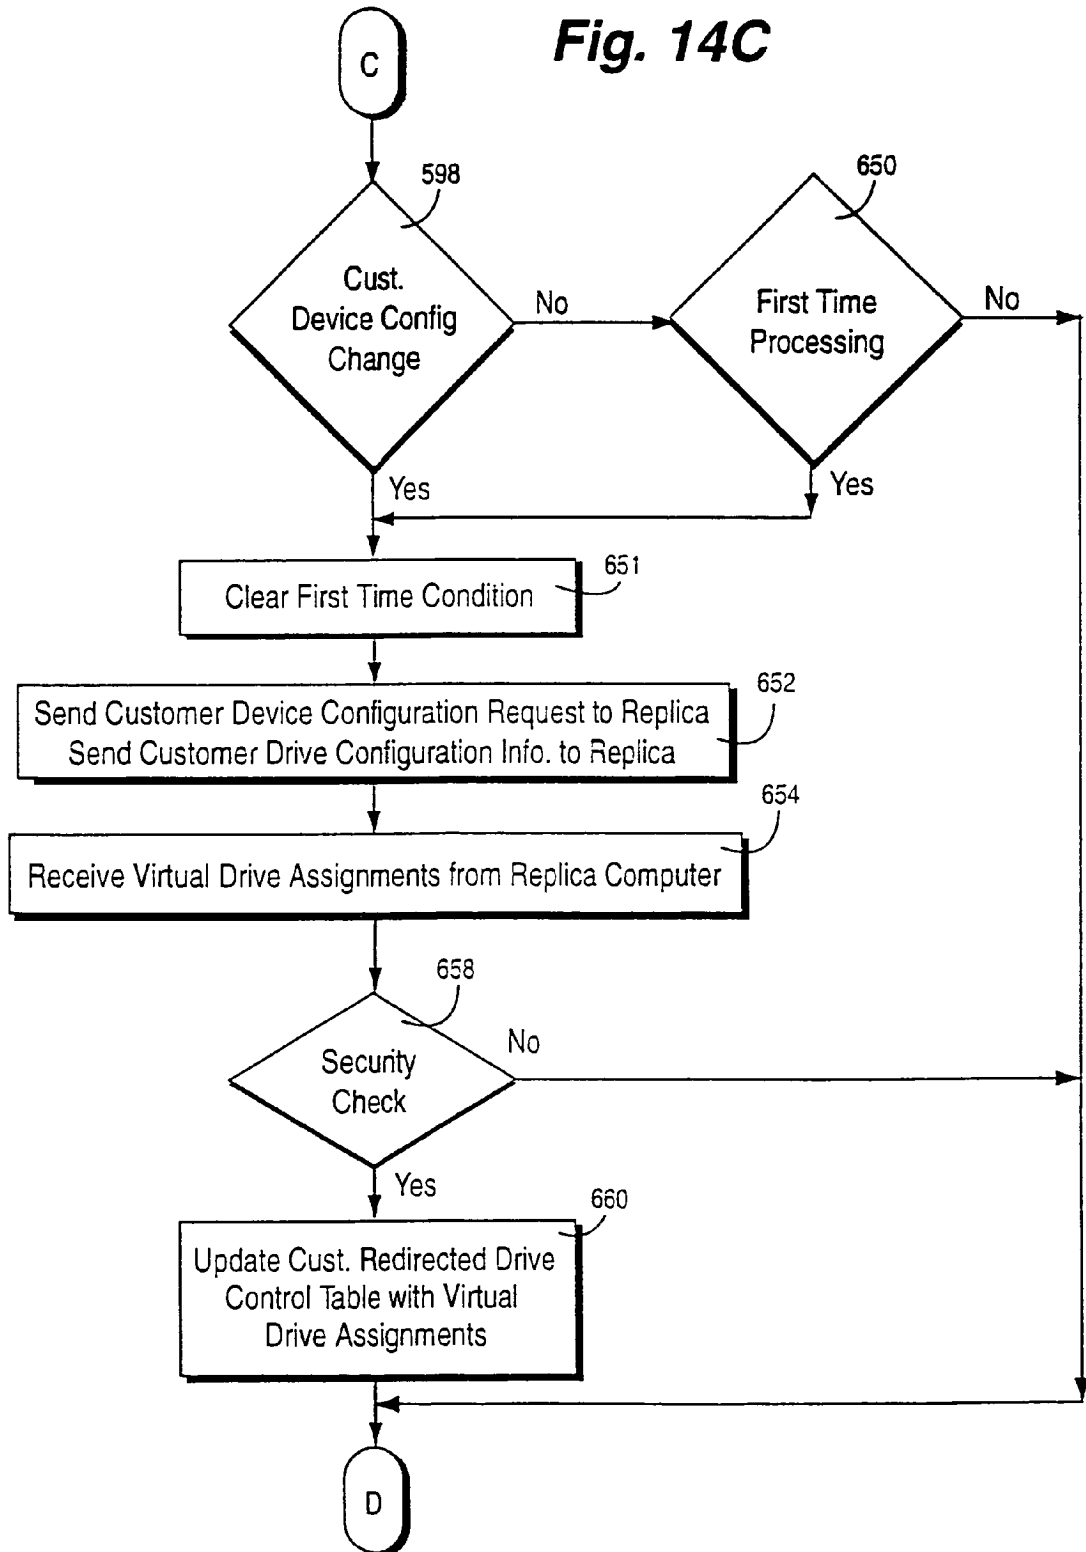 Fig. 14C
C
598
650
Cust.
Device Config
Change
No
First Time
Processing
No
Yes
Yes
651
Clear First Time Condition
652
Send Customer Device Configuration Request to Replica
Send Customer Drive Configuration Info. to Replica
654
Receive Virtual Drive Assignments from Replica Computer
658
Security
Check
No
Yes
660
Update Cust. Redirected Drive
Control Table with Virtual
Drive Assignments
D